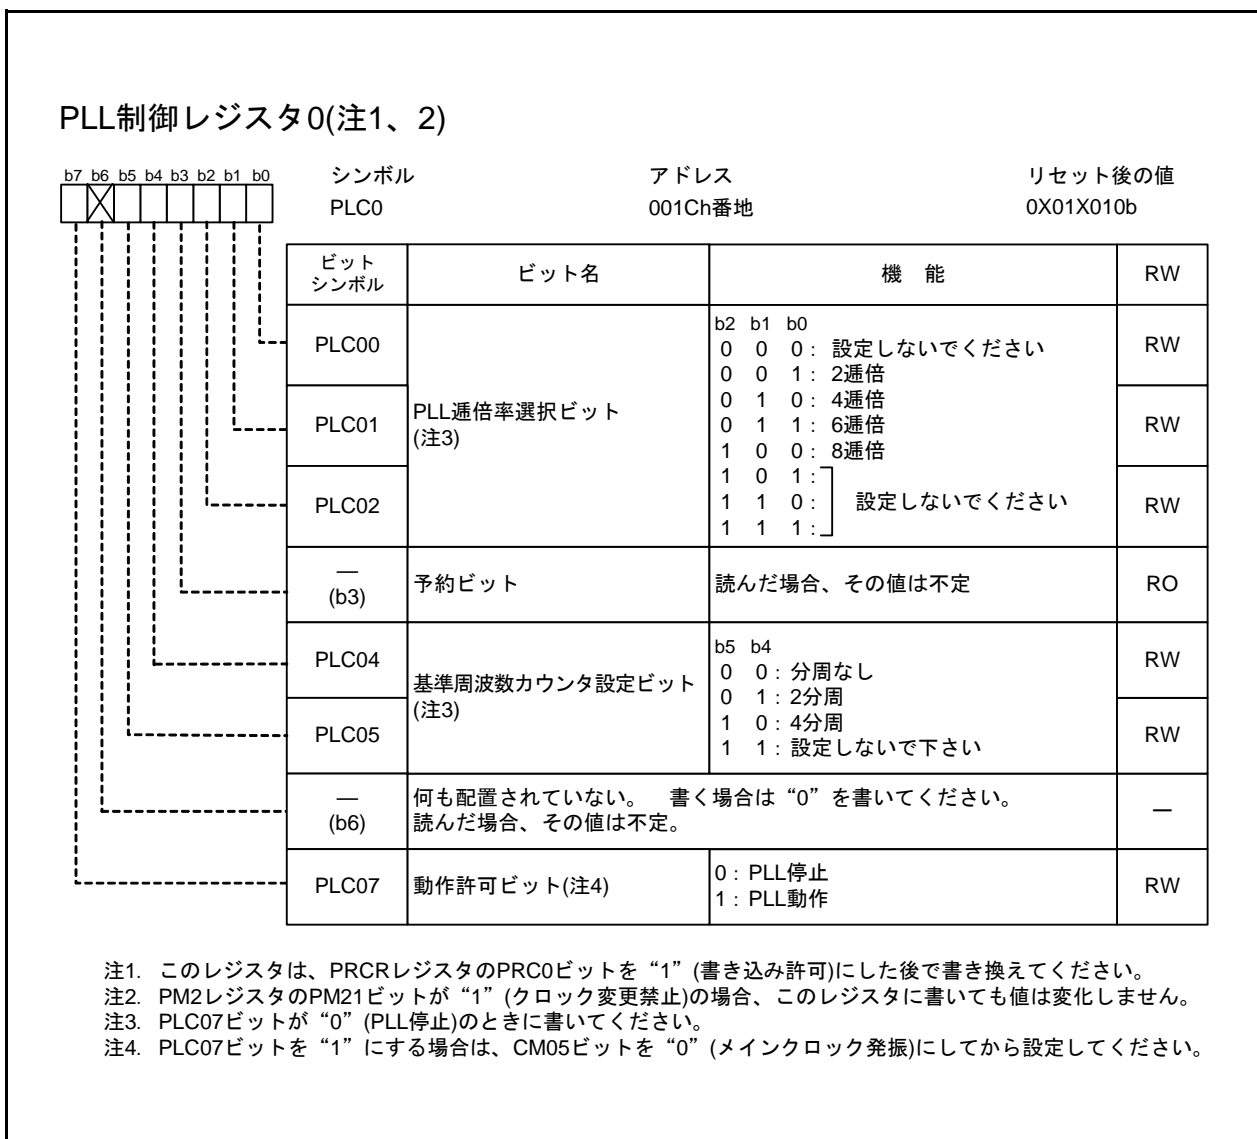 PLL制御レジスタ0(注1、2)
b7 b6 b5 b4 b3 b2 b1 b0
シンボル アドレス リセット後の値
PLC0 001Ch番地 0X01X010b
ビット
シンボル
ビット名
機 能
RW
PLC00
PLC01
PLC02
PLL逓倍率選択ビット
(注3)
b2 b1 b0
0 0 0: 設定しないでください
0 0 1: 2逓倍
0 1 0: 4逓倍
0 1 1: 6逓倍
1 0 0: 8逓倍
1 0 1:
1 1 0: 設定しないでください
1 1 1:
RW
RW
RW
—
(b3)
予約ビット
読んだ場合、その値は不定
RO
PLC04
PLC05
基準周波数カウンタ設定ビット
(注3)
b5 b4
0 0: 分周なし
0 1: 2分周
1 0: 4分周
1 1: 設定しないで下さい
RW
RW
—
(b6)
何も配置されていない。 書く場合は“0”を書いてください。
読んだ場合、その値は不定。
—
PLC07
動作許可ビット(注4)
0: PLL停止
1: PLL動作
RW
注1. このレジスタは、PRCRレジスタのPRC0ビットを“1”(書き込み許可)にした後で書き換えてください。
注2. PM2レジスタのPM21ビットが“1”(クロック変更禁止)の場合、このレジスタに書いても値は変化しません。
注3. PLC07ビットが“0”(PLL停止)のときに書いてください。
注4. PLC07ビットを“1”にする場合は、CM05ビットを“0”(メインクロック発振)にしてから設定してください。